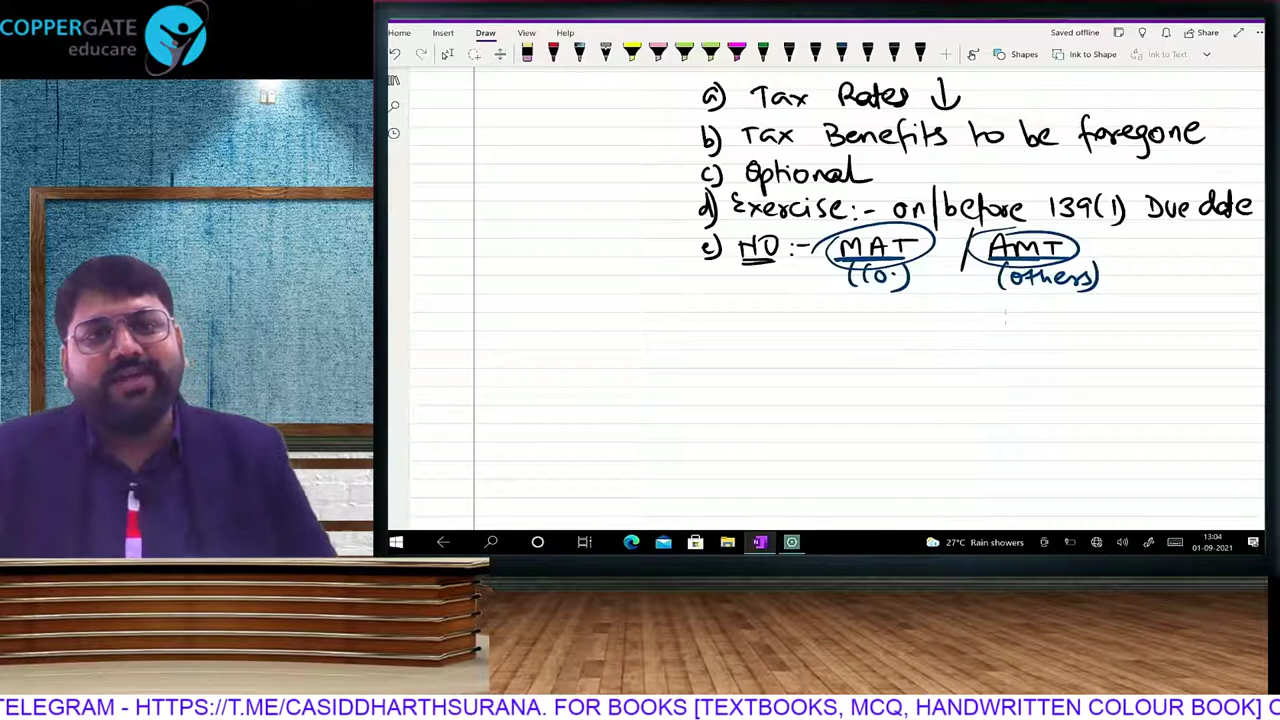 COPPERGATE
educare
Home Insert Draw View Help
Saved offline
Share
Shapes
Ink to Shape
Ink to Text
a) Tax Rates ↓
b) Tax Benefits to be foregone
c) Optional
d) Exercise:- on/before 139(1) Due date
e) NO :- MAT / AMT
(Co.) (others)
27°C Rain showers
13:04
01-09-2021
TELEGRAM - HTTPS://T.ME/CASIDDHARTHSURANA. FOR BOOKS [TEXTBOOKS, MCQ, HANDWRITTEN COLOUR BOOK]